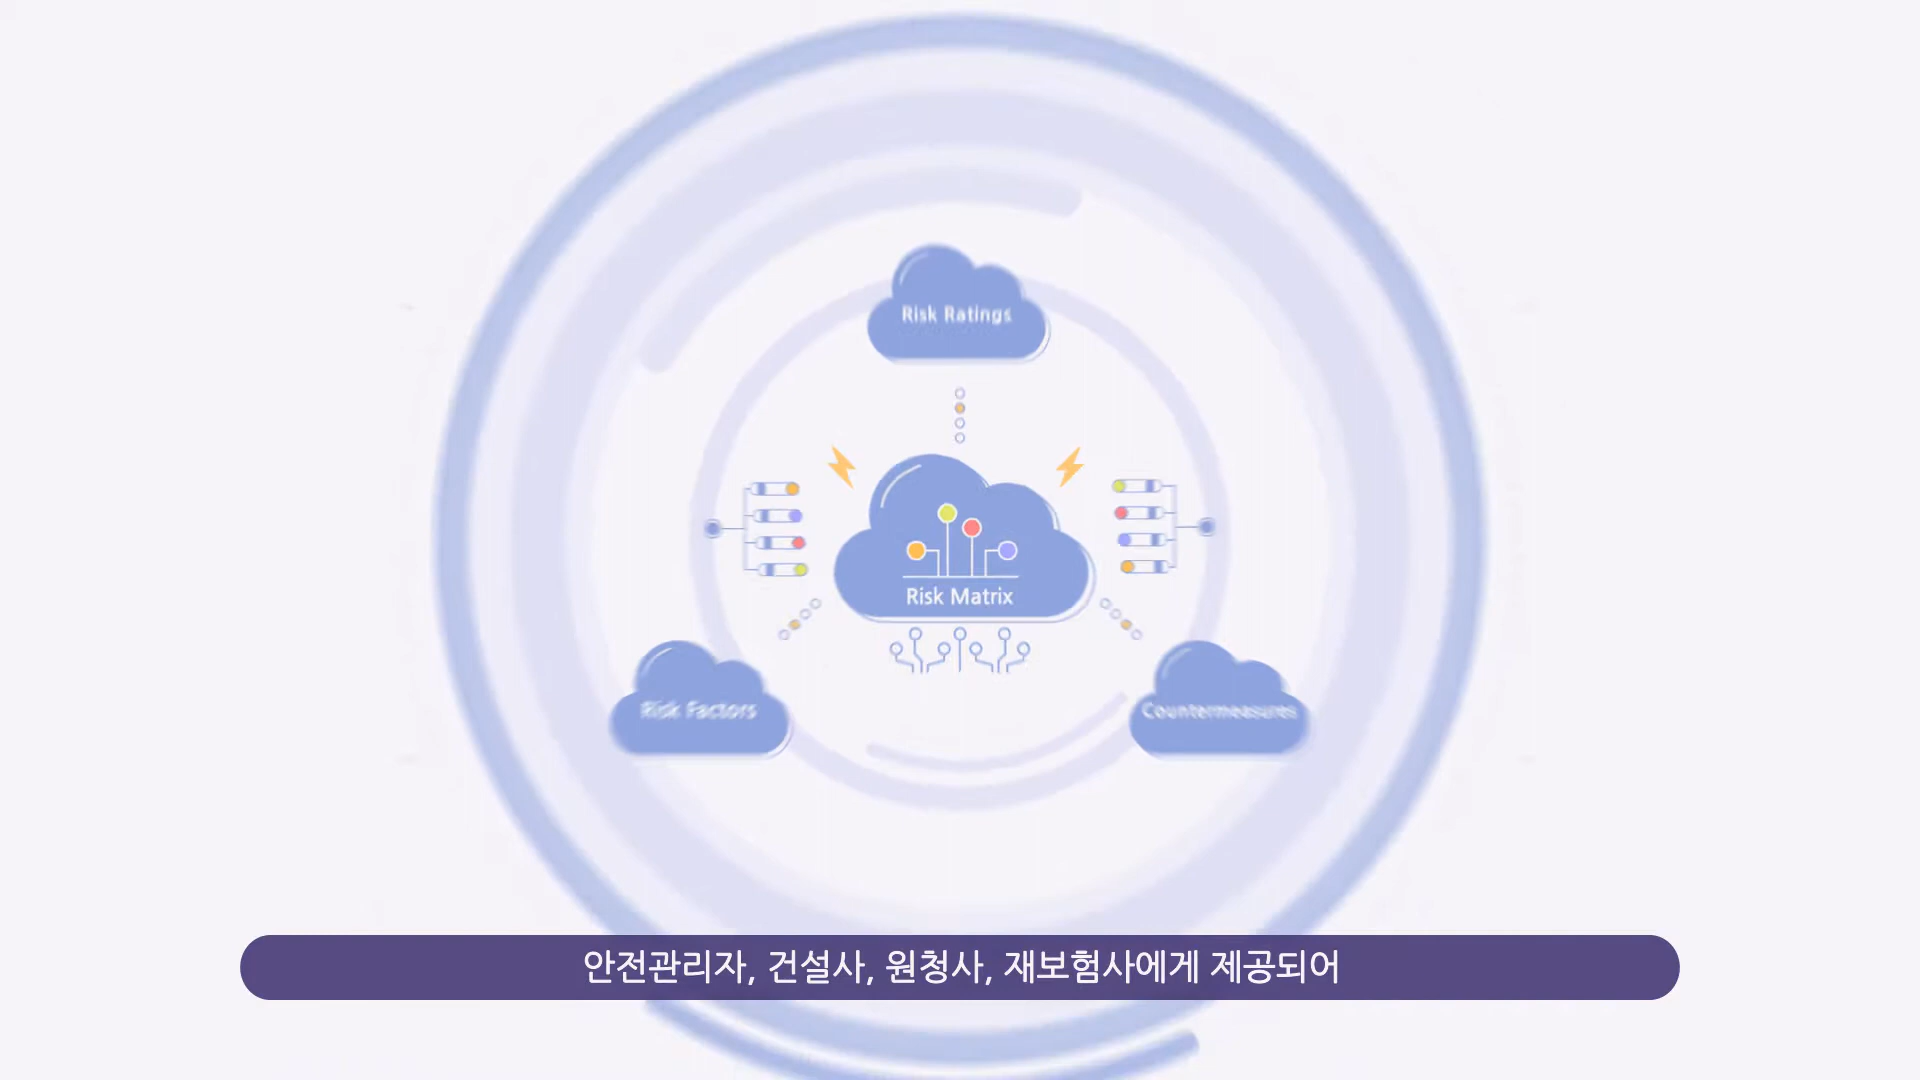 Risk Ratings
Risk Matrix
Risk Factors
Countermeasures
안전관리자, 건설사, 원청사, 재보험사에게 제공되어